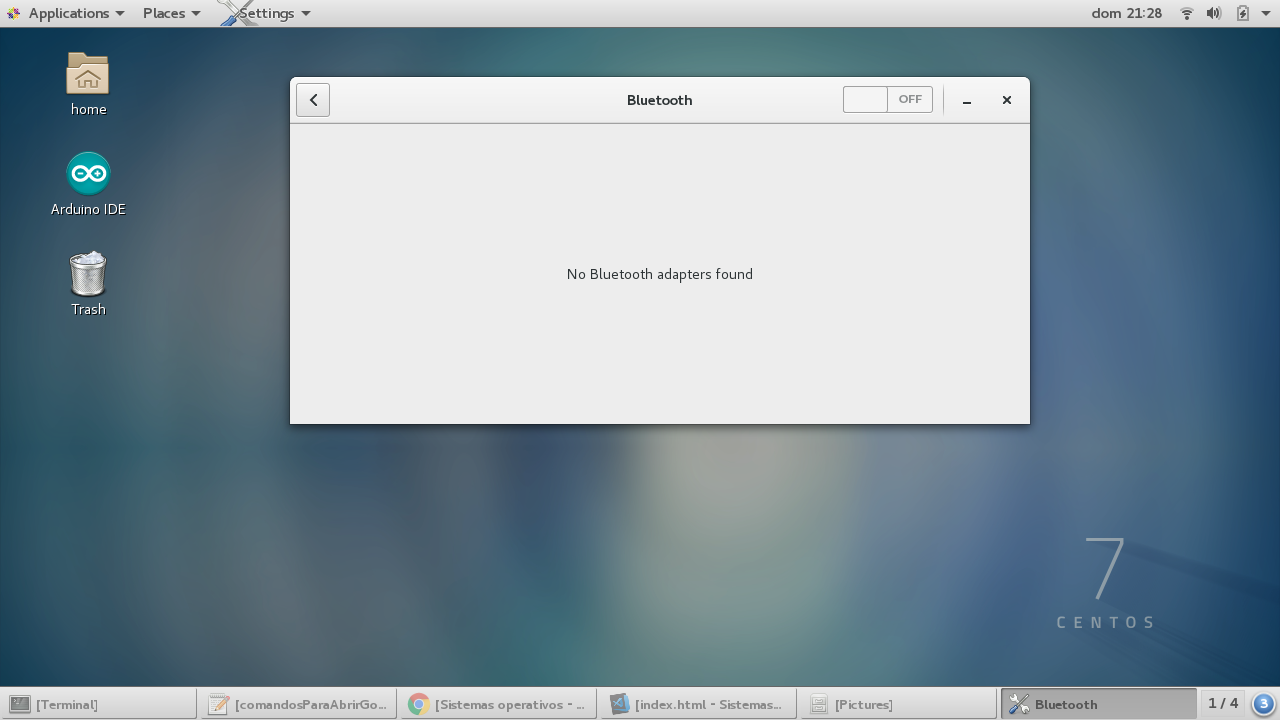 Applications Places Settings dom 21:28
home
Arduino IDE
Trash
Bluetooth OFF
No Bluetooth adapters found
7
CENTOS
[Terminal] [comandosParaAbrirGo... [Sistemas operativos - ... [index.html - Sistemas... [Pictures] Bluetooth 1 / 4 3